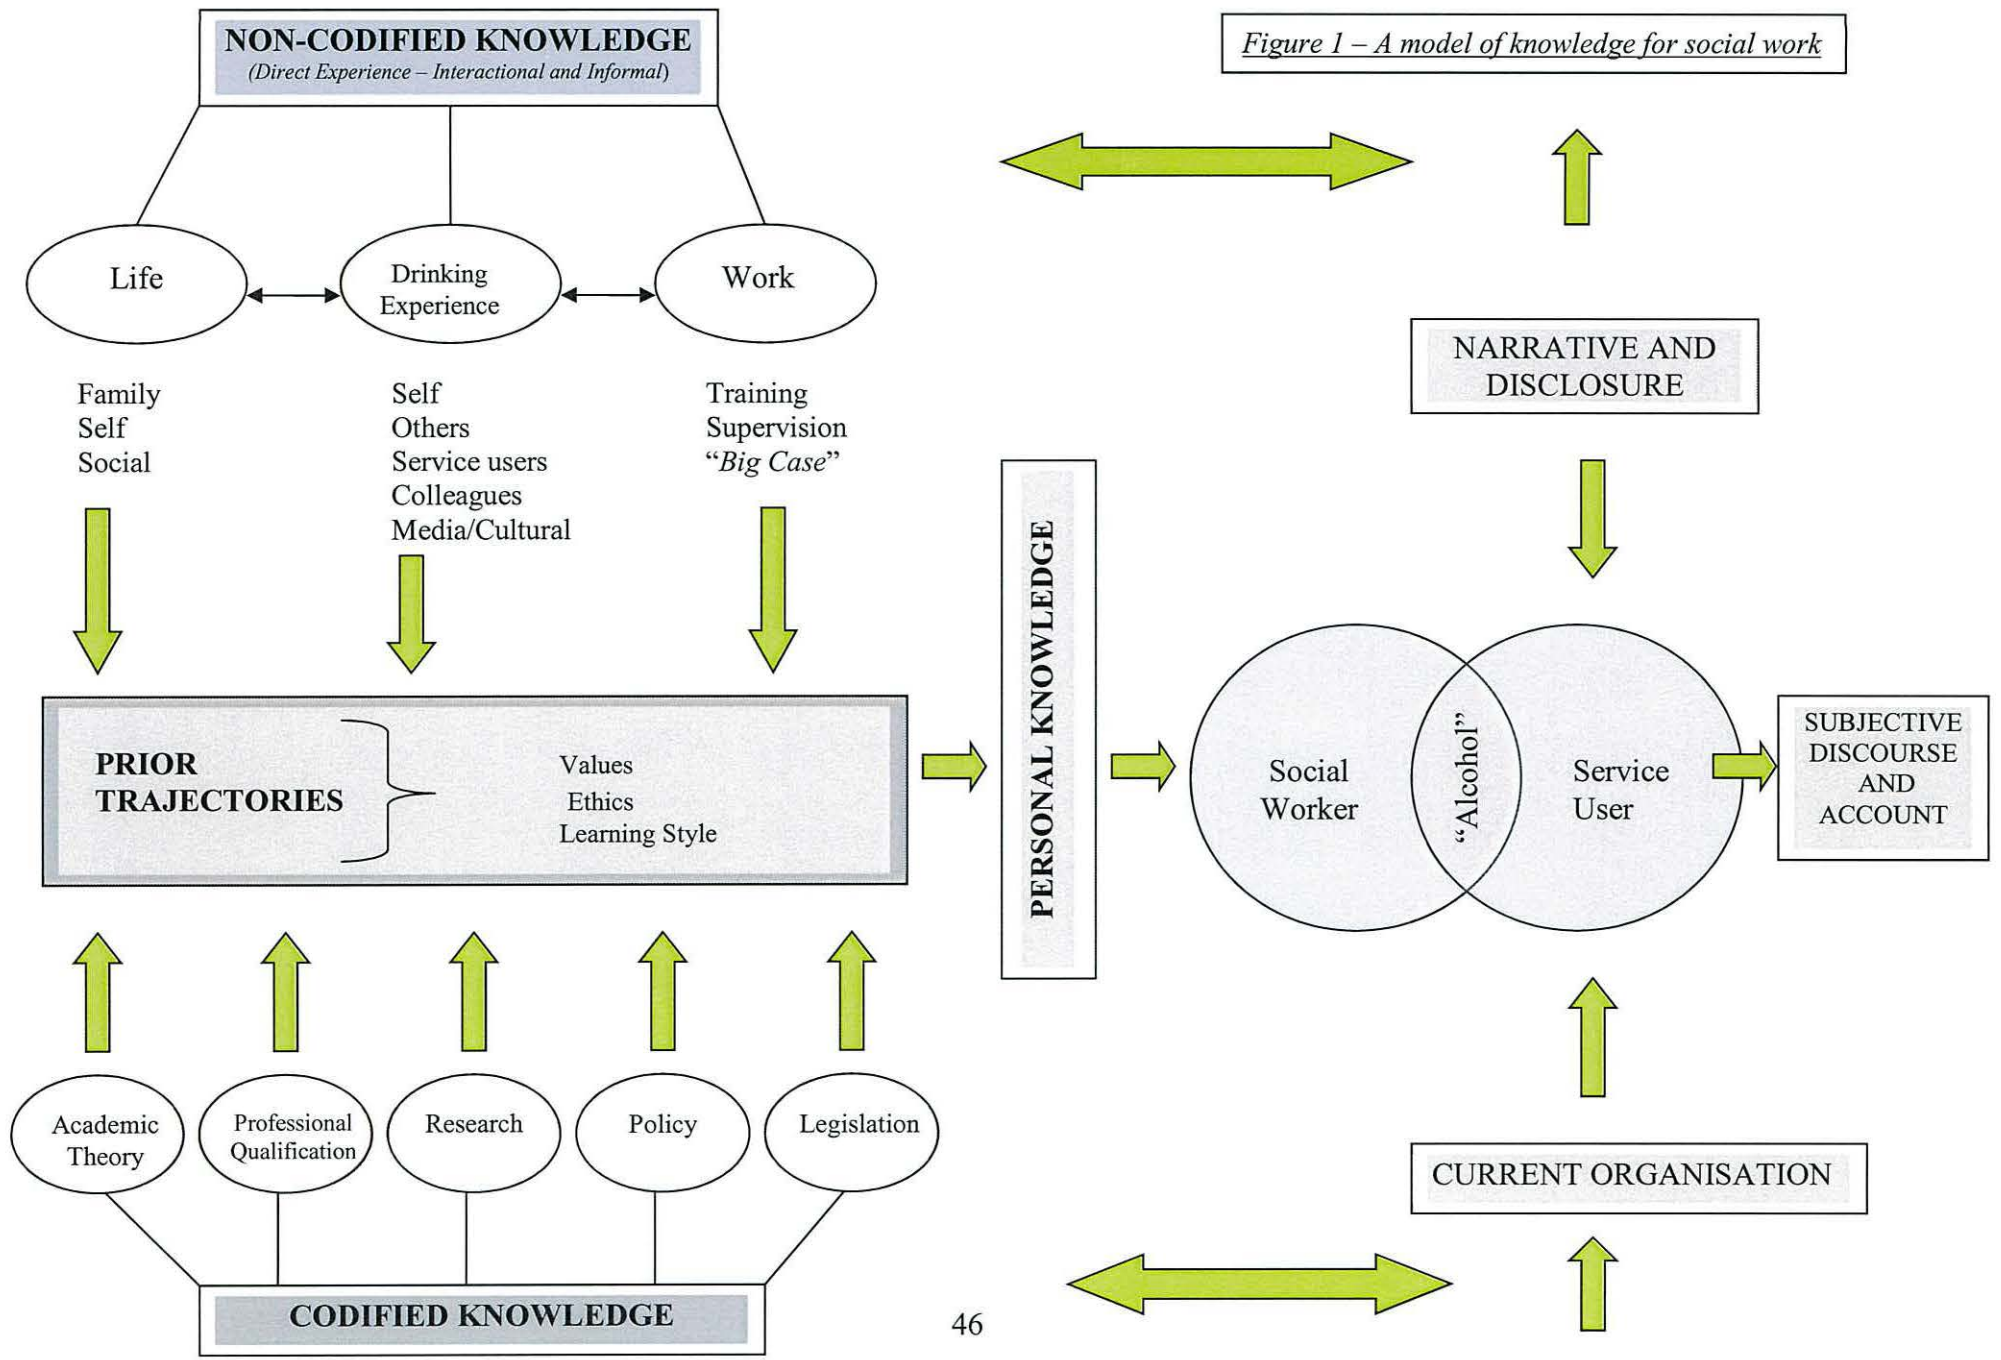 NON-CODIFIED KNOWLEDGE
(Direct Experience – Interactional and Informal)
Figure 1 – A model of knowledge for social work
Life
Drinking
Experience
Work
Family
Self
Social
Self
Others
Service users
Colleagues
Media/Cultural
Training
Supervision
“Big Case”
NARRATIVE AND
DISCLOSURE
PRIOR
TRAJECTORIES
Values
Ethics
Learning Style
PERSONAL KNOWLEDGE
Social
Worker
“Alcohol”
Service
User
SUBJECTIVE
DISCOURSE
AND
ACCOUNT
Academic
Theory
Professional
Qualification
Research
Policy
Legislation
CURRENT ORGANISATION
CODIFIED KNOWLEDGE
46